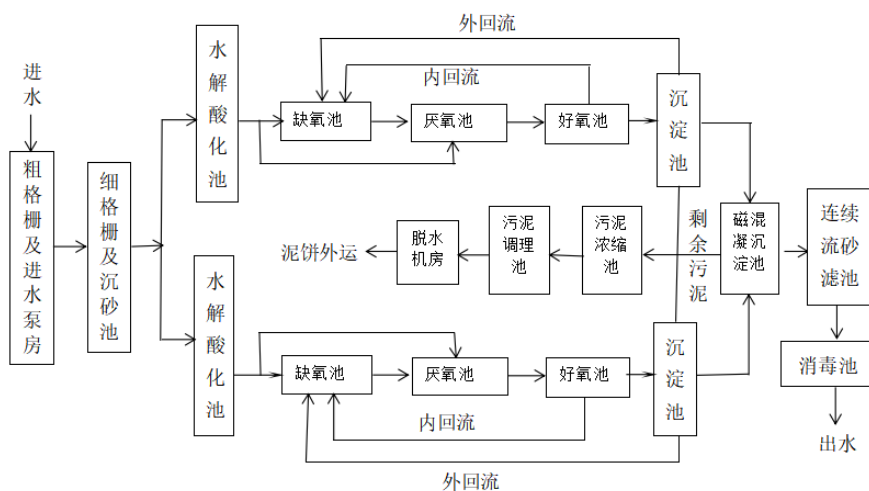 进水
粗格栅及进水泵房
细格栅及沉砂池
水解酸化池
外回流
内回流
缺氧池
厌氧池
好氧池
沉淀池
泥饼外运
脱水
机房
污泥
调理
池
污泥
浓缩
池
剩余污泥
磁混
凝沉
淀池
连续
流砂
滤池
水解酸化池
缺氧池
厌氧池
好氧池
沉淀池
内回流
外回流
消毒池
出水